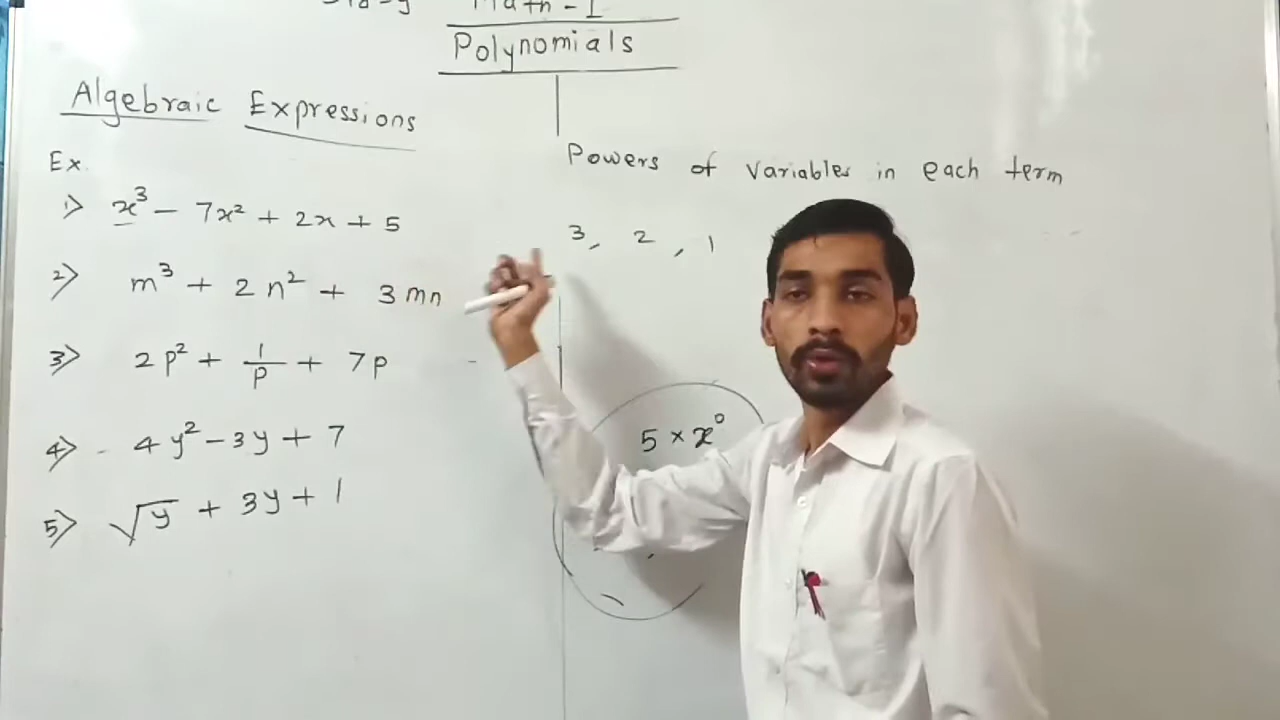 Math - I
Polynomials
Algebraic Expressions
Ex.
Powers of variables in each term
1> x³ - 7x² + 2x + 5
3, 2, 1
2> m³ + 2n² + 3mn
3> 2p² + 1/p + 7p
4> 4y² - 3y + 7
5 × x⁰
5> √y + 3y + 1